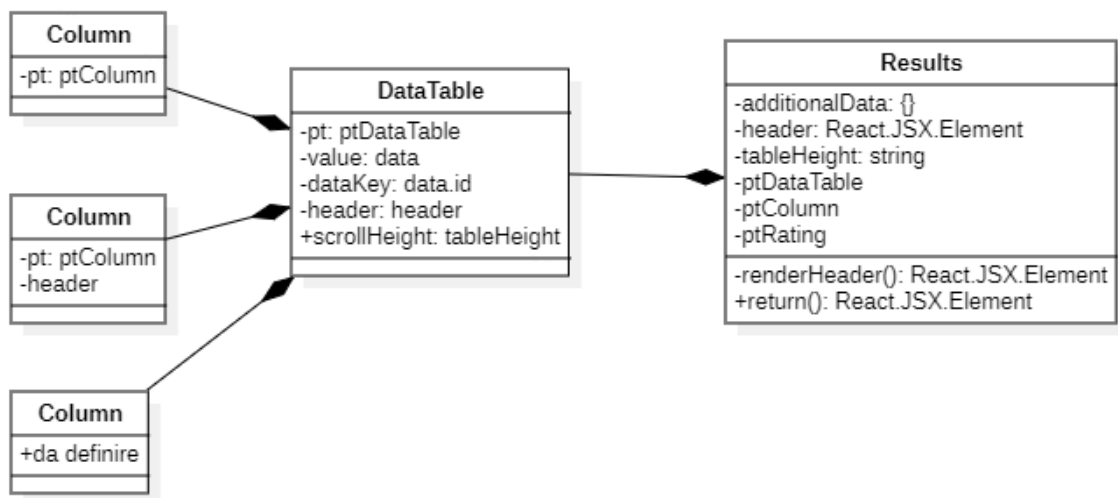 Column
-pt: ptColumn
Column
-pt: ptColumn
-header
Column
+da definire
DataTable
-pt: ptDataTable
-value: data
-dataKey: data.id
-header: header
+scrollHeight: tableHeight
Results
-additionalData: {}
-header: React.JSX.Element
-tableHeight: string
-ptDataTable
-ptColumn
-ptRating
-renderHeader(): React.JSX.Element
+return(): React.JSX.Element